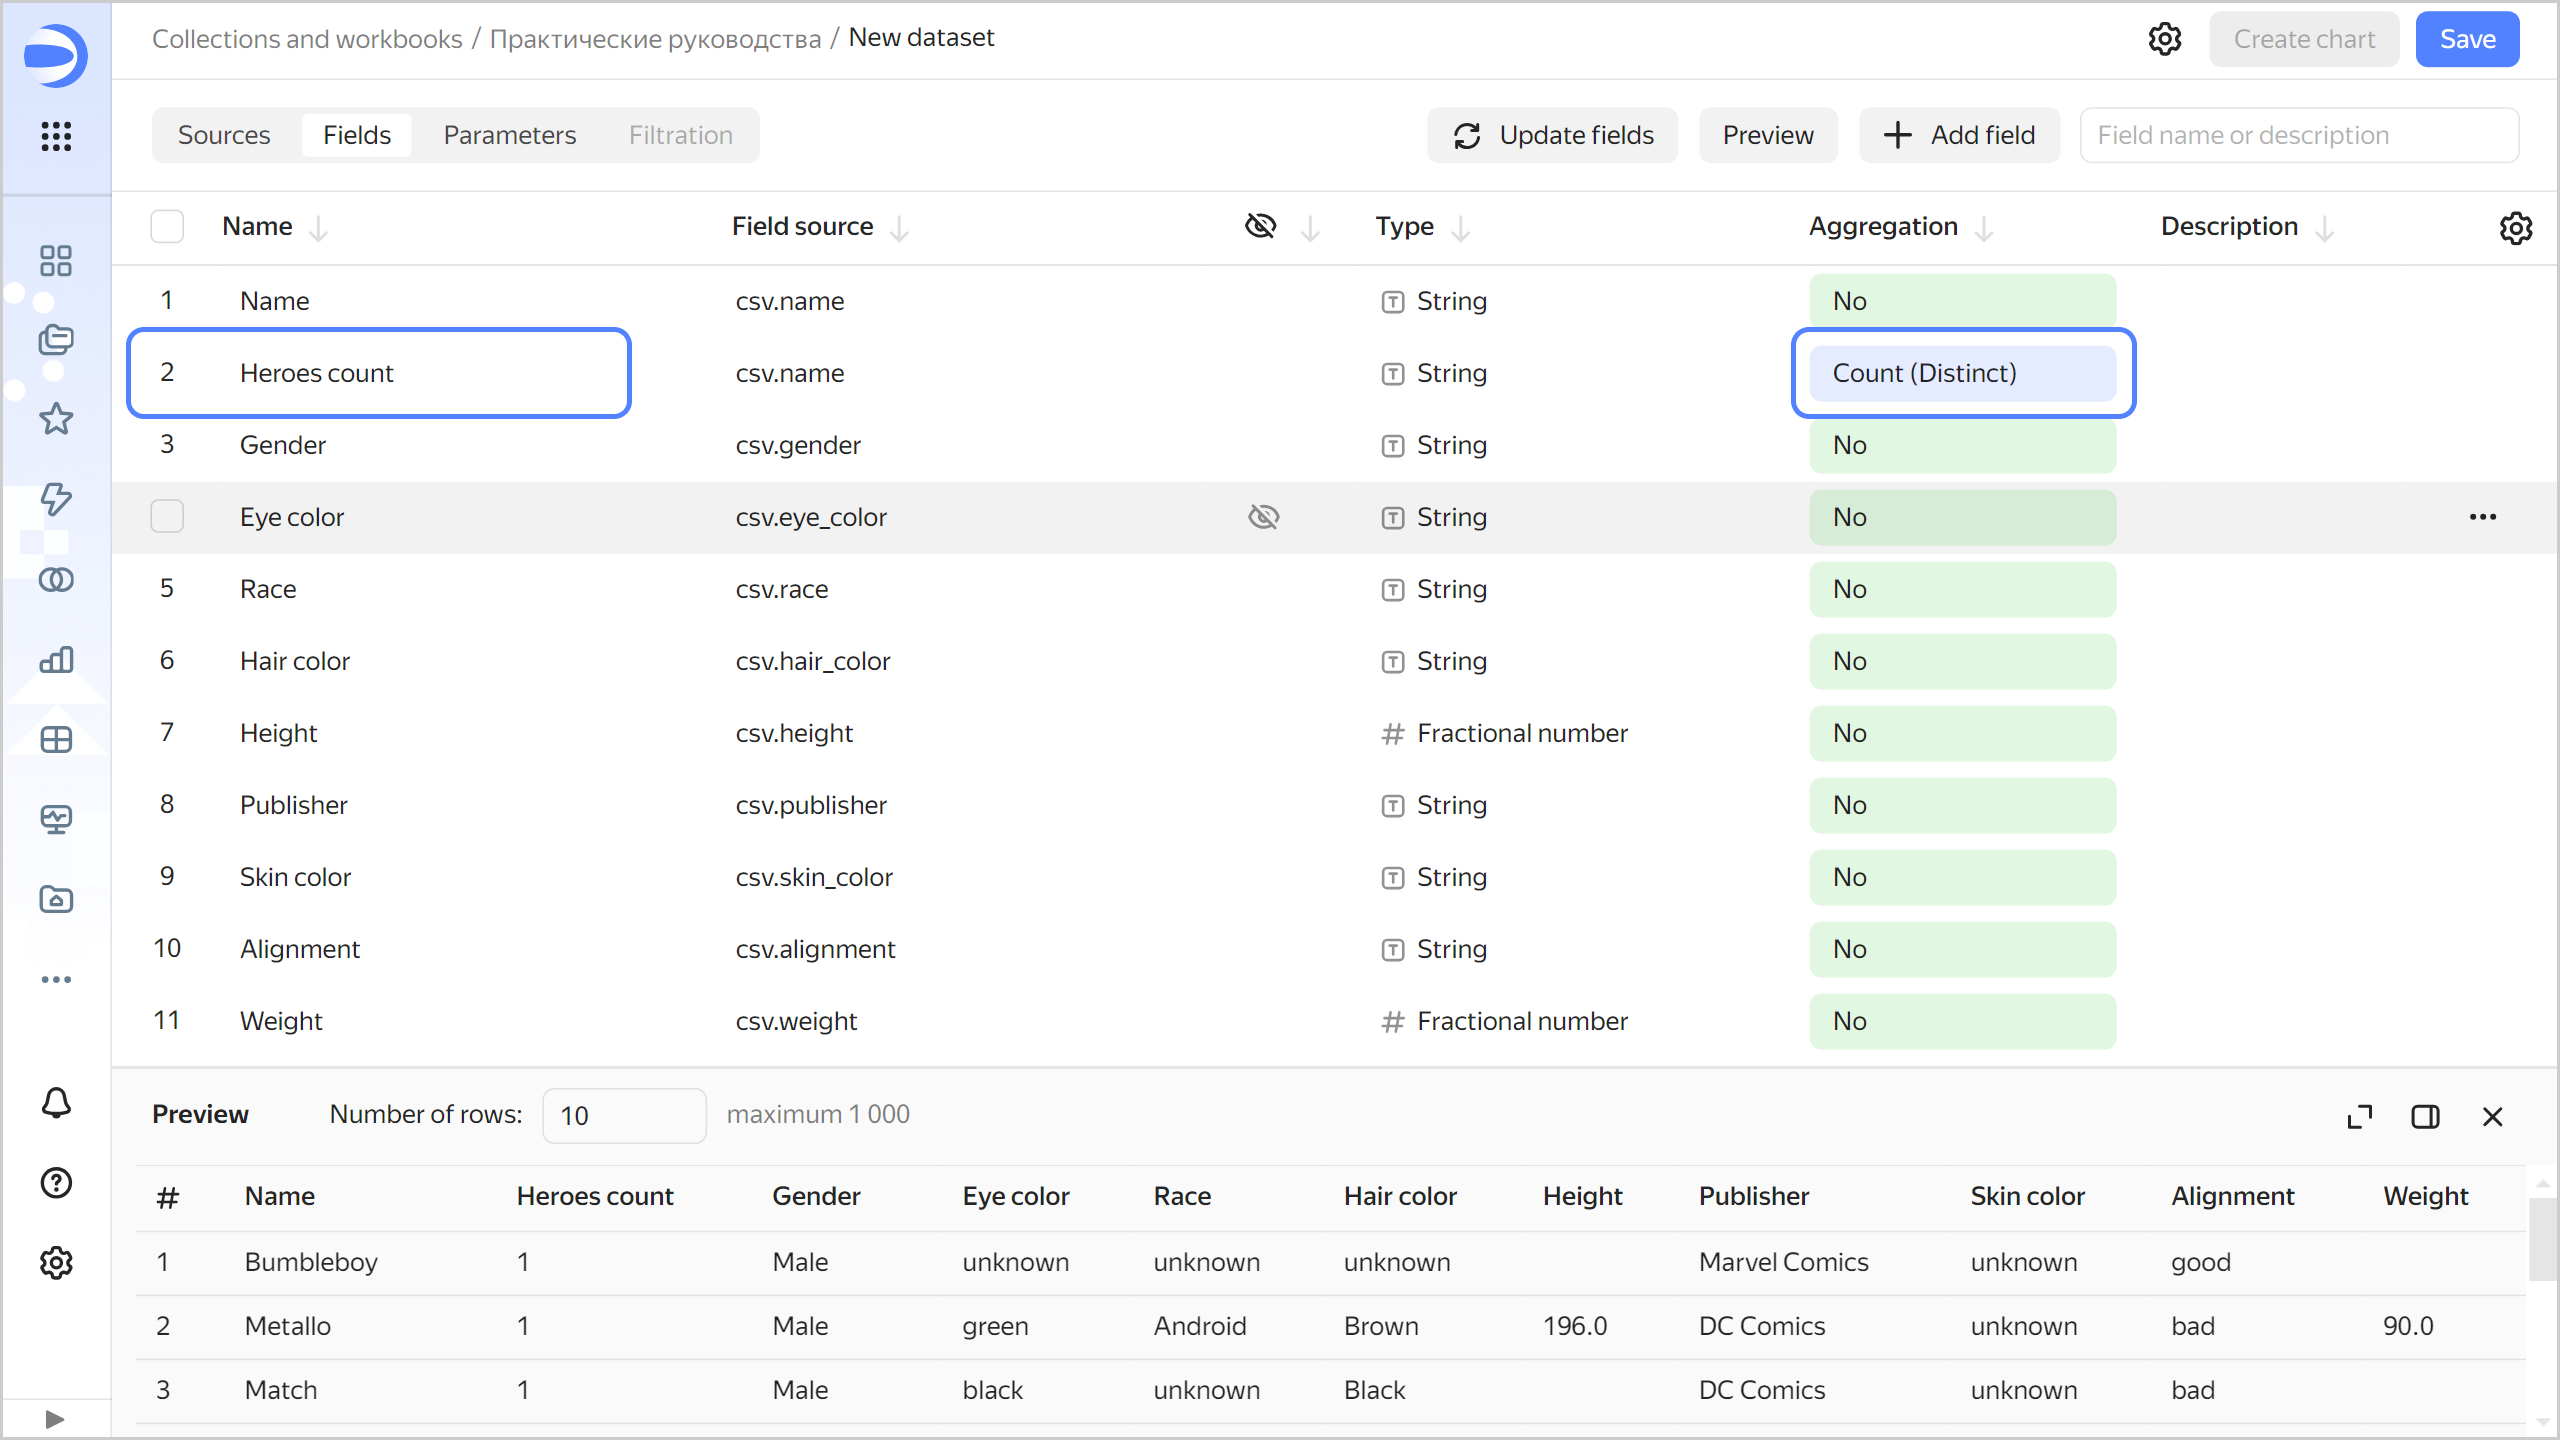 Collections and workbooks / Практические руководства / New dataset
Create chart
Save
Sources Fields Parameters Filtration
Update fields
Preview
Add field
Field name or description
Name Field source Type Aggregation Description
1 Name csv.name String No
2 Heroes count csv.name String Count (Distinct)
3 Gender csv.gender String No
Eye color csv.eye_color String No
5 Race csv.race String No
6 Hair color csv.hair_color String No
7 Height csv.height # Fractional number No
8 Publisher csv.publisher String No
9 Skin color csv.skin_color String No
10 Alignment csv.alignment String No
11 Weight csv.weight # Fractional number No
Preview Number of rows: 10 maximum 1 000
# Name Heroes count Gender Eye color Race Hair color Height Publisher Skin color Alignment Weight
1 Bumbleboy 1 Male unknown unknown unknown Marvel Comics unknown good
2 Metallo 1 Male green Android Brown 196.0 DC Comics unknown bad 90.0
3 Match 1 Male black unknown Black DC Comics unknown bad